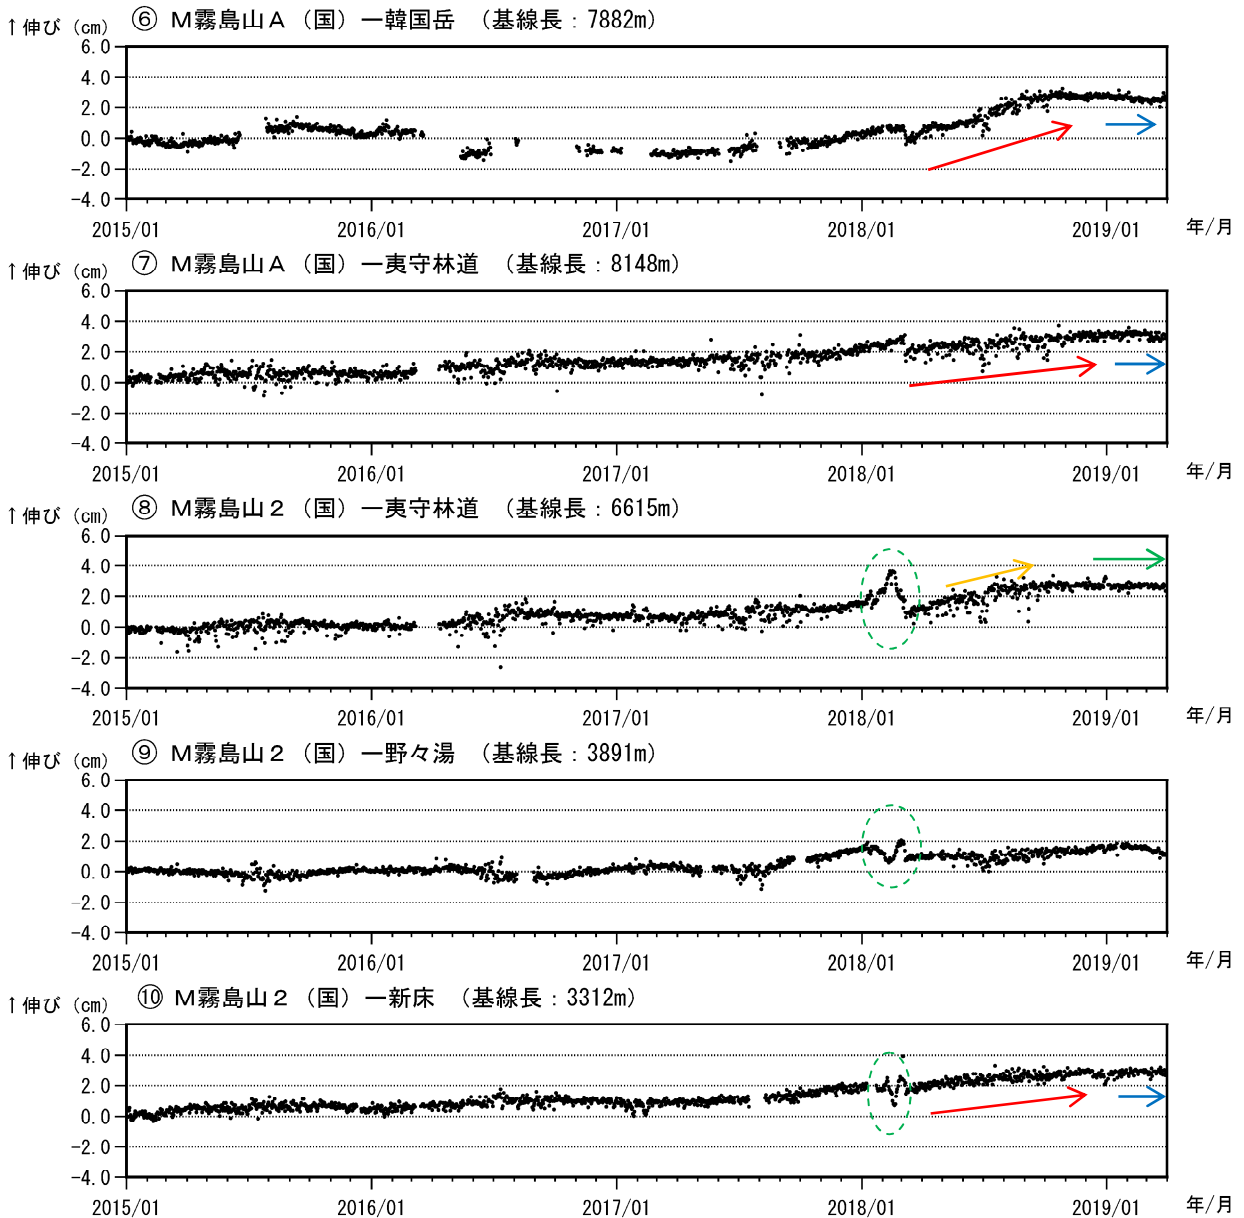 ⑥ M霧島山A（国）―韓国岳　（基線長：7882m）
↑伸び（cm）
6.0
4.0
2.0
0.0
-2.0
-4.0
2015/01 2016/01 2017/01 2018/01 2019/01 年/月
⑦ M霧島山A（国）―夷守林道　（基線長：8148m）
↑伸び（cm）
6.0
4.0
2.0
0.0
-2.0
-4.0
2015/01 2016/01 2017/01 2018/01 2019/01 年/月
⑧ M霧島山2（国）―夷守林道　（基線長：6615m）
↑伸び（cm）
6.0
4.0
2.0
0.0
-2.0
-4.0
2015/01 2016/01 2017/01 2018/01 2019/01 年/月
⑨ M霧島山2（国）―野々湯　（基線長：3891m）
↑伸び（cm）
6.0
4.0
2.0
0.0
-2.0
-4.0
2015/01 2016/01 2017/01 2018/01 2019/01 年/月
⑩ M霧島山2（国）―新床　（基線長：3312m）
↑伸び（cm）
6.0
4.0
2.0
0.0
-2.0
-4.0
2015/01 2016/01 2017/01 2018/01 2019/01 年/月